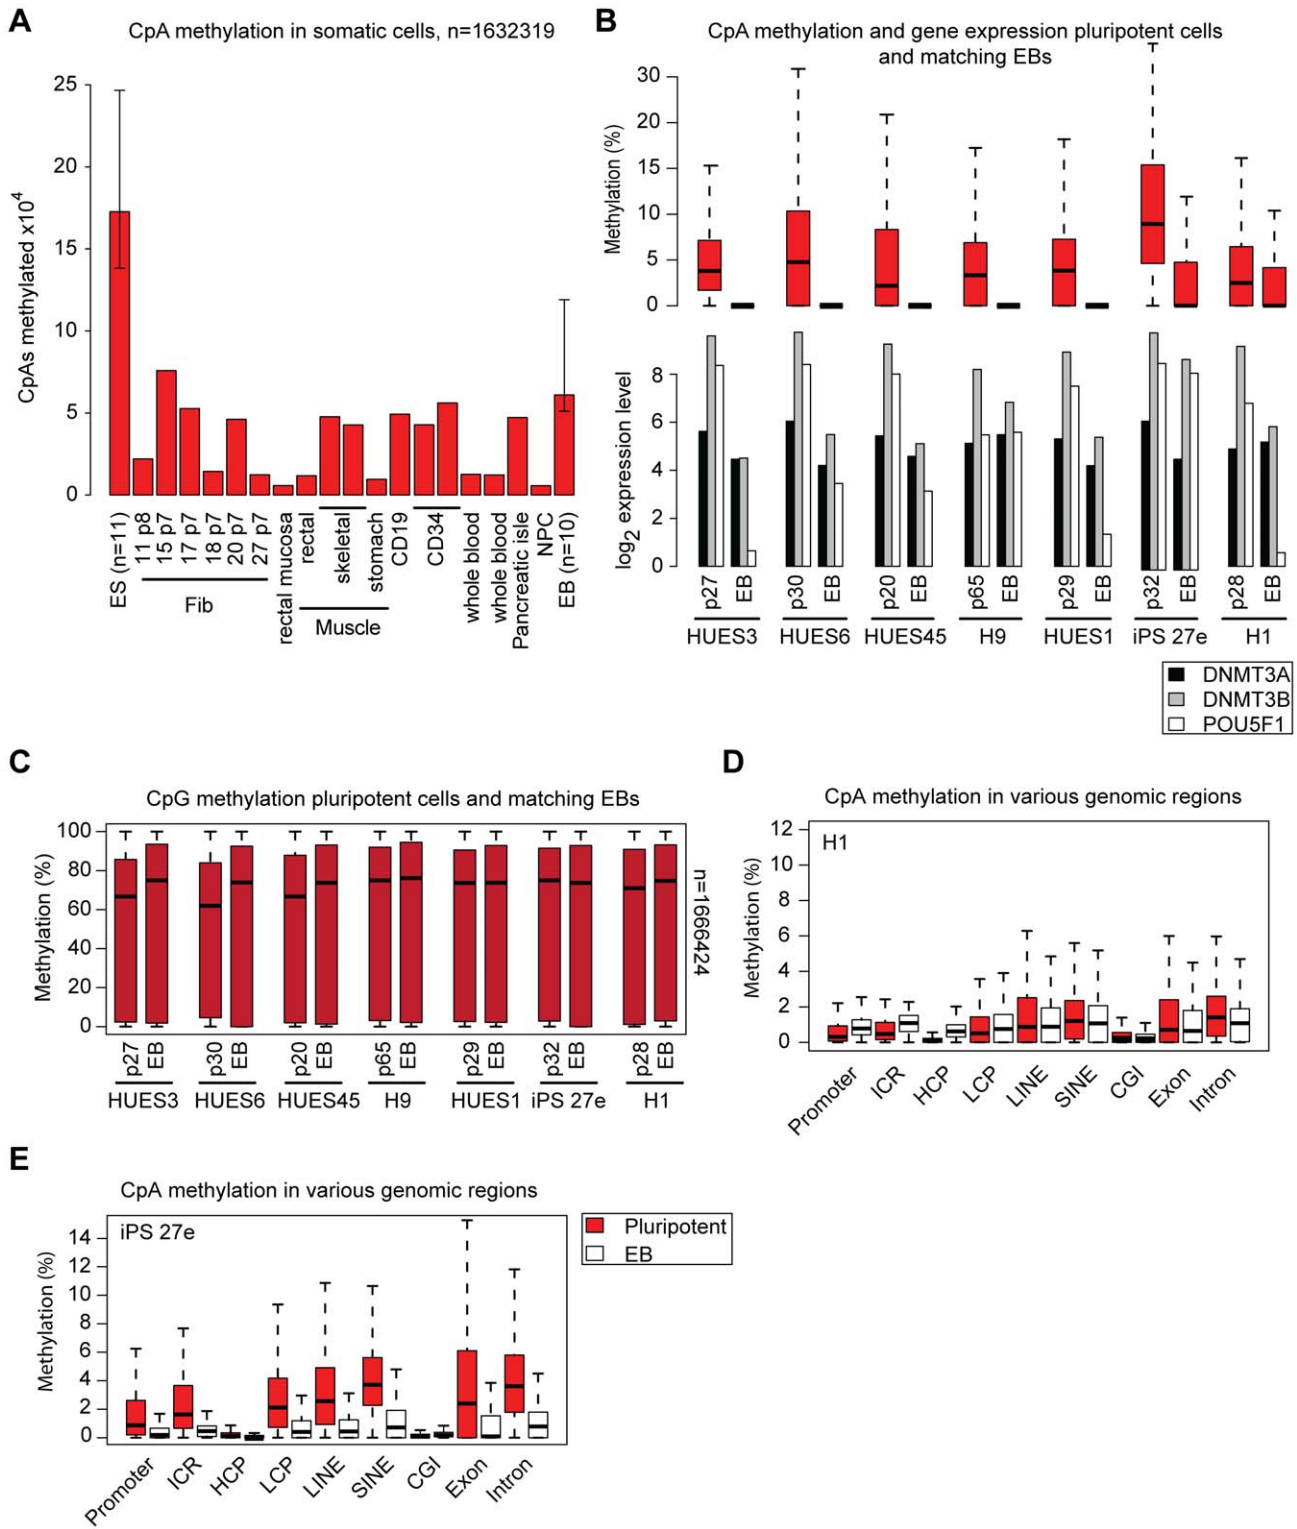 A
CpA methylation in somatic cells, n=1632319
CpAs methylated x10⁴
25
20
15
10
5
0
ES (n=11)
11 p8
15 p7
17 p7
18 p7
20 p7
27 p7
rectal mucosa
rectal
skeletal
stomach
CD19
CD34
whole blood
whole blood
Pancreatic isle
NPC
EB (n=10)
Fib
Muscle
B
CpA methylation and gene expression pluripotent cells
and matching EBs
Methylation (%)
30
20
15
10
5
0
log₂ expression level
8
6
4
2
0
p27
EB
p30
EB
p20
EB
p65
EB
p29
EB
p32
EB
p28
EB
HUES3
HUES6
HUES45
H9
HUES1
iPS 27e
H1
DNMT3A
DNMT3B
POU5F1
C
CpG methylation pluripotent cells and matching EBs
Methylation (%)
100
80
60
40
20
0
n=1666424
p27
EB
p30
EB
p20
EB
p65
EB
p29
EB
p32
EB
p28
EB
HUES3
HUES6
HUES45
H9
HUES1
iPS 27e
H1
D
CpA methylation in various genomic regions
H1
Methylation (%)
12
10
8
6
4
2
0
Promoter
ICR
HCP
LCP
LINE
SINE
CGI
Exon
Intron
E
CpA methylation in various genomic regions
iPS 27e
Methylation (%)
14
12
10
8
6
4
2
0
Promoter
ICR
HCP
LCP
LINE
SINE
CGI
Exon
Intron
Pluripotent
EB